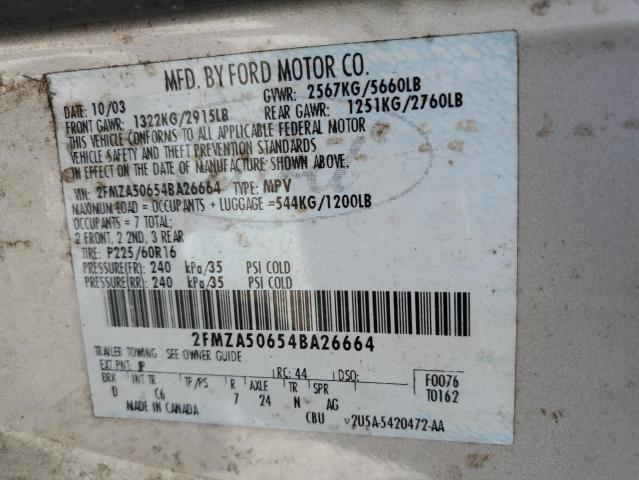 MFD. BY FORD MOTOR CO.
DATE: 10/03 GVWR: 2567KG/5660LB
FRONT GAWR: 1322KG/2915LB REAR GAWR: 1251KG/2760LB
THIS VEHICLE CONFORMS TO ALL APPLICABLE FEDERAL MOTOR
VEHICLE SAFETY AND THEFT PREVENTION STANDARDS
IN EFFECT ON THE DATE OF MANUFACTURE SHOWN ABOVE.
VIN: 2FMZA50654BA26664 TYPE: MPV
MAXIMUM LOAD = OCCUPANTS + LUGGAGE =544KG/1200LB
OCCUPANTS = 7 TOTAL:
2 FRONT, 2 2ND, 3 REAR
TIRE: P225/60R16
PRESSURE(FR): 240 kPa/35 PSI COLD
PRESSURE(RR): 240 kPa/35 PSI COLD
2FMZA50654BA26664
TRAILER TOWING - SEE OWNER GUIDE
EXT PNT: JP RC: 44 DSO: F0076
BRK INT TR TP/PS R AXLE TR SPR T0162
D C6 7 24 N AG
MADE IN CANADA CBU V2U5A-5420472-AA